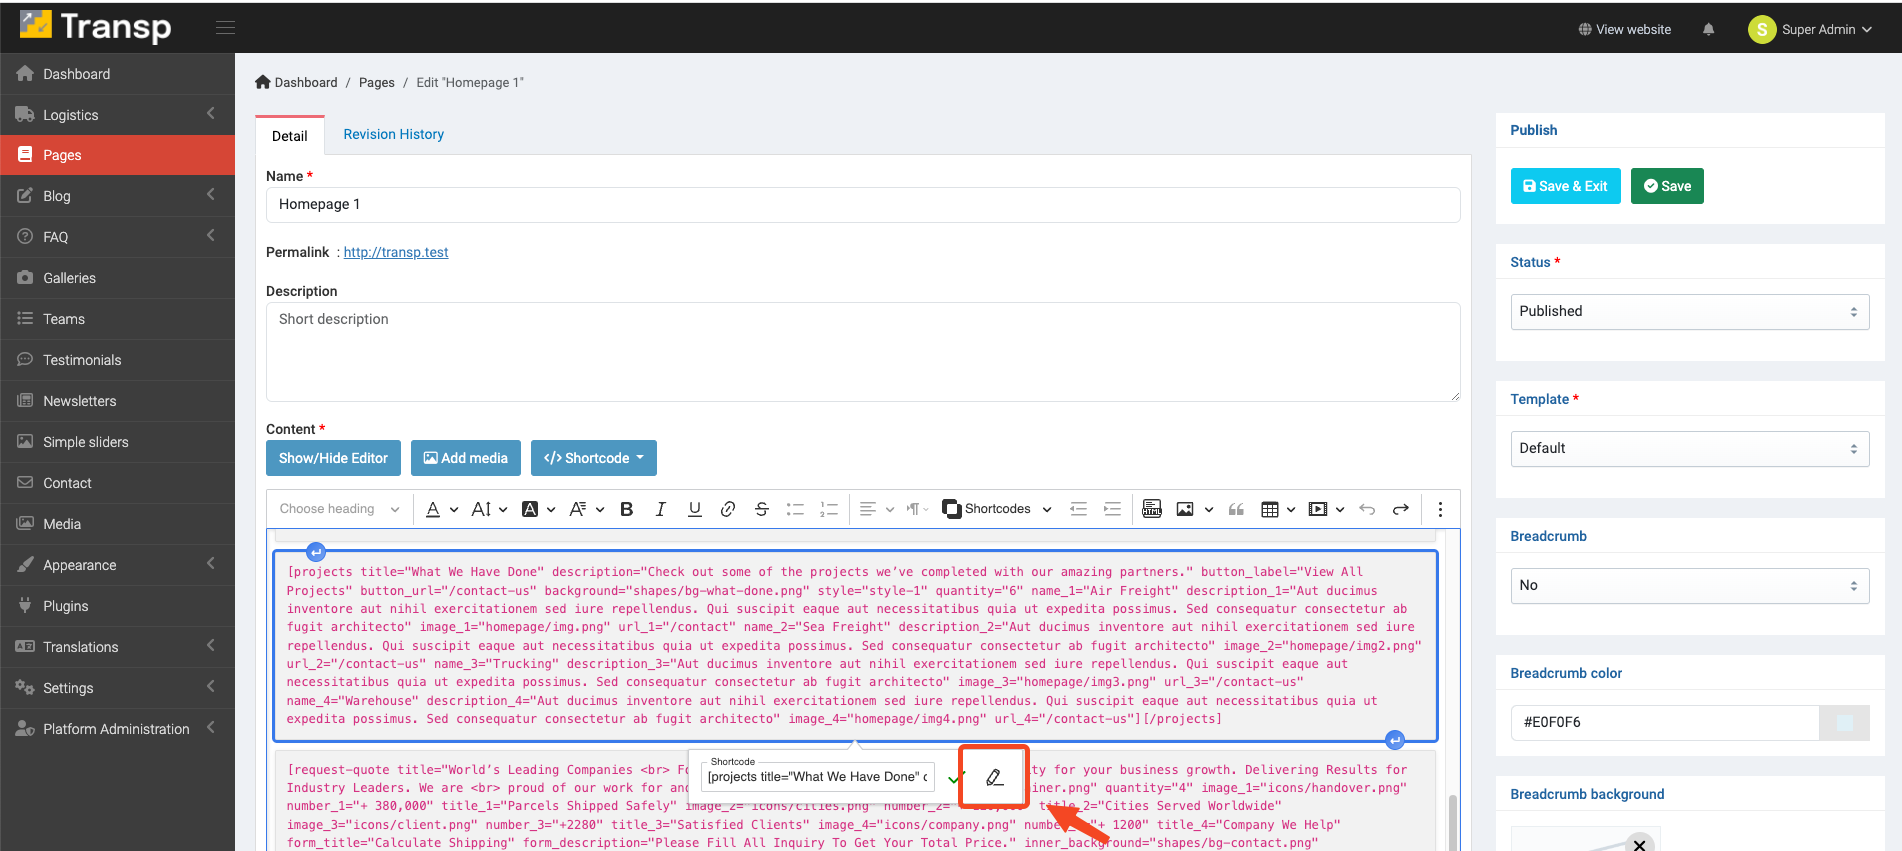 Transp
View website
S
Super Admin
Dashboard
Logistics
Pages
Blog
FAQ
Galleries
Teams
Testimonials
Newsletters
Simple sliders
Contact
Media
Appearance
Plugins
Translations
Settings
Platform Administration
Dashboard / Pages / Edit "Homepage 1"
Detail
Revision History
Name *
Homepage 1
Permalink : http://transp.test
Description
Short description
Content *
Show/Hide Editor
Add media
</> Shortcode
Choose heading
Shortcodes
[projects title="What We Have Done" description="Check out some of the projects we’ve completed with our amazing partners." button_label="View All
Projects" button_url="/contact-us" background="shapes/bg-what-done.png" style="style-1" quantity="6" name_1="Air Freight" description_1="Aut ducimus
inventore aut nihil exercitationem sed iure repellendus. Qui suscipit eaque aut necessitatibus quia ut expedita possimus. Sed consequatur consectetur ab
fugit architecto" image_1="homepage/img.png" url_1="/contact" name_2="Sea Freight" description_2="Aut ducimus inventore aut nihil exercitationem sed iure
repellendus. Qui suscipit eaque aut necessitatibus quia ut expedita possimus. Sed consequatur consectetur ab fugit architecto" image_2="homepage/img2.png"
url_2="/contact-us" name_3="Trucking" description_3="Aut ducimus inventore aut nihil exercitationem sed iure repellendus. Qui suscipit eaque aut
necessitatibus quia ut expedita possimus. Sed consequatur consectetur ab fugit architecto" image_3="homepage/img3.png" url_3="/contact-us"
name_4="Warehouse" description_4="Aut ducimus inventore aut nihil exercitationem sed iure repellendus. Qui suscipit eaque aut necessitatibus quia ut
expedita possimus. Sed consequatur consectetur ab fugit architecto" image_4="homepage/img4.png" url_4="/contact-us"][/projects]
Shortcode
[projects title="What We Have Done" d
[request-quote title="World’s Leading Companies <br> Fo ity for your business growth. Delivering Results for
Industry Leaders. We are <br> proud of our work for and iner.png" quantity="4" image_1="icons/handover.png"
number_1="+ 380,000" title_1="Parcels Shipped Safely" image_2="icons/cities.png" number_2= title_2="Cities Served Worldwide"
image_3="icons/client.png" number_3="+2280" title_3="Satisfied Clients" image_4="icons/company.png" "+ 1200" title_4="Company We Help"
form_title="Calculate Shipping" form_description="Please Fill All Inquiry To Get Your Total Price." inner_background="shapes/bg-contact.png"
Publish
Save & Exit
Save
Status *
Published
Template *
Default
Breadcrumb
No
Breadcrumb color
#E0F0F6
Breadcrumb background